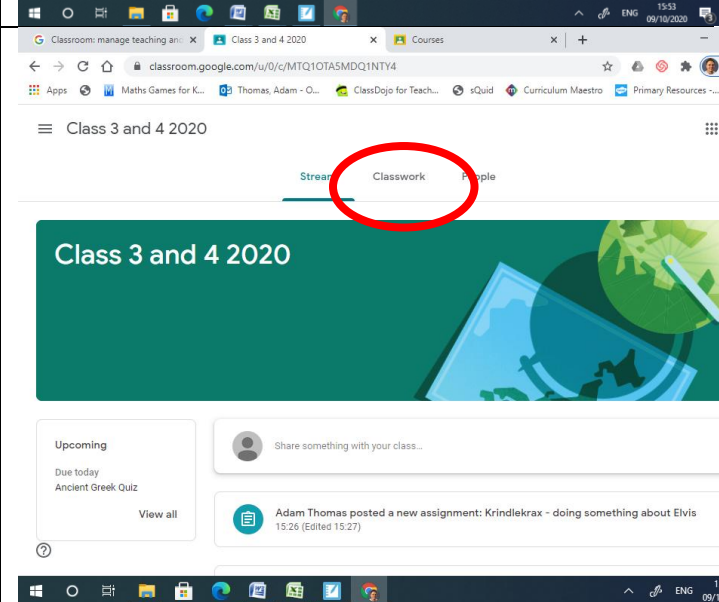 ENG 15:53
09/10/2020
Classroom: manage teaching and
Class 3 and 4 2020
Courses
classroom.google.com/u/0/c/MTQ1OTA5MDQ1NTY4
Apps Maths Games for K... Thomas, Adam - O... ClassDojo for Teach... sQuid Curriculum Maestro Primary Resources -...
Class 3 and 4 2020
Stream Classwork People
Class 3 and 4 2020
Upcoming
Due today
Ancient Greek Quiz
View all
Share something with your class...
Adam Thomas posted a new assignment: Krindlekrax - doing something about Elvis
15:26 (Edited 15:27)
ENG